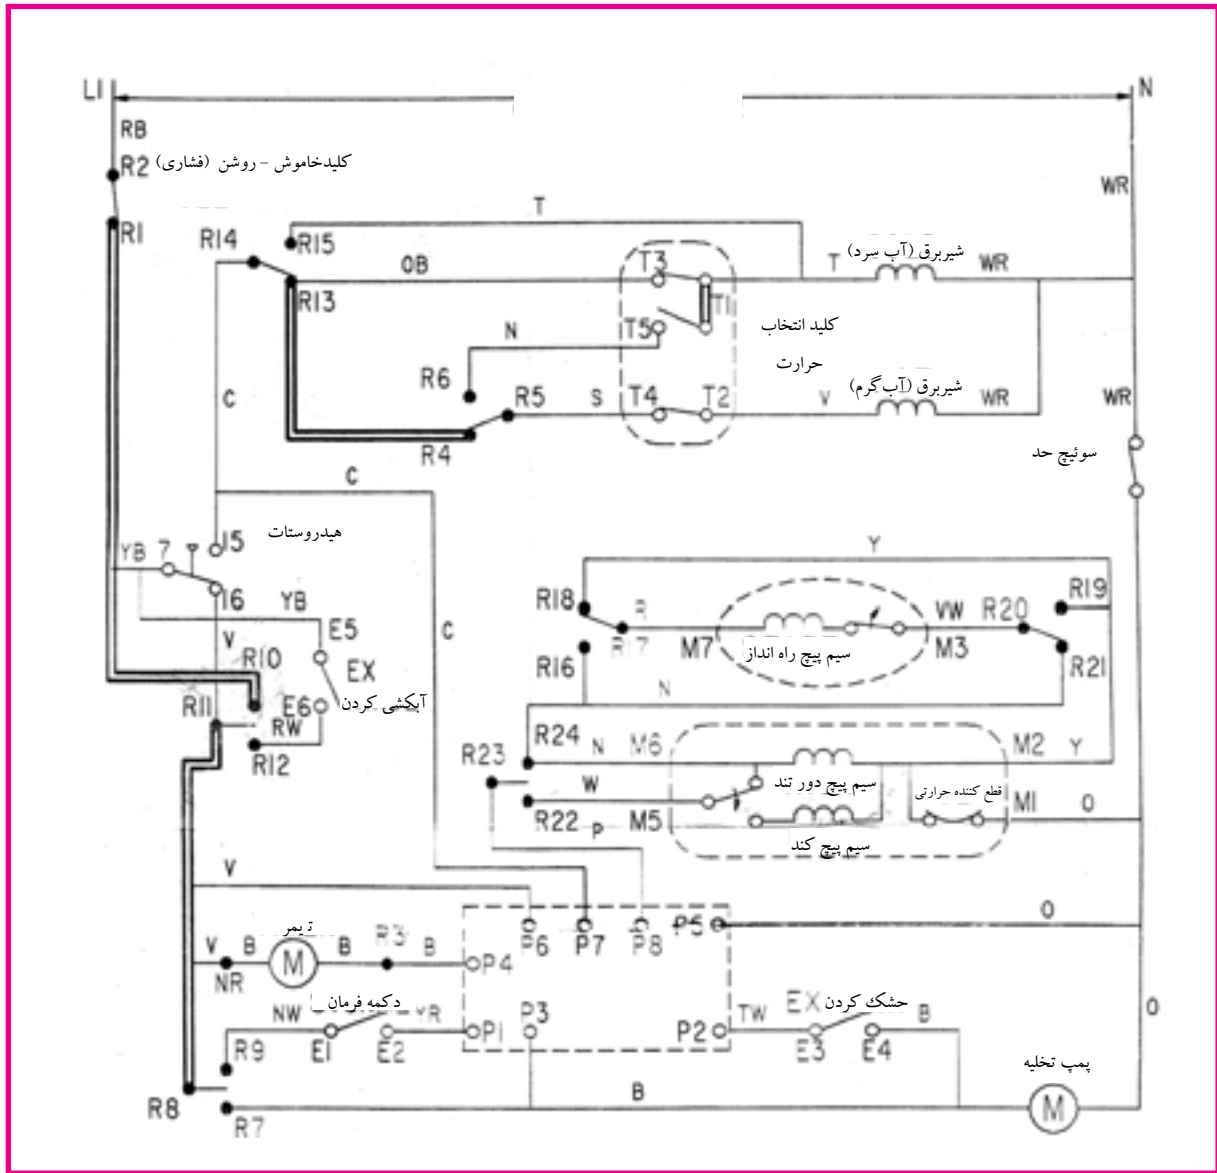 L1
N
RB
R2
کلیدخاموش – روشن (فشاری)
WR
R1
T
R14
R15
OB
T3
T
شیربرق (آب سرد)
WR
R13
T1
کلید انتخاب
حرارت
N
T5
R6
C
R5
S
T4
T2
V
شیربرق (آب گرم)
WR
WR
R4
سوئیچ حد
C
هیدروستات
YB
7
15
Y
16
YB
R18
R
VW
R20
R19
V
E5
C
R17
M7
سیم پیچ راه انداز
M3
R10
EX
R16
R21
N
آبکشی کردن
R11
E6
RW
R24
N
M6
M2
Y
R12
R23
W
سیم پیچ دور تند
قطع کننده حرارتی
M1
O
R22
P
M5
سیم پیچ کند
V
O
تیمر
P6
P7
P8
P5
V
B
B
R3
B
P4
M
NR
دکمه فرمان
حشک کردن
NW
YR
P3
EX
TW
B
O
P1
P2
E1
E2
E3
E4
R9
پمپ تخلیه
R8
B
M
R7